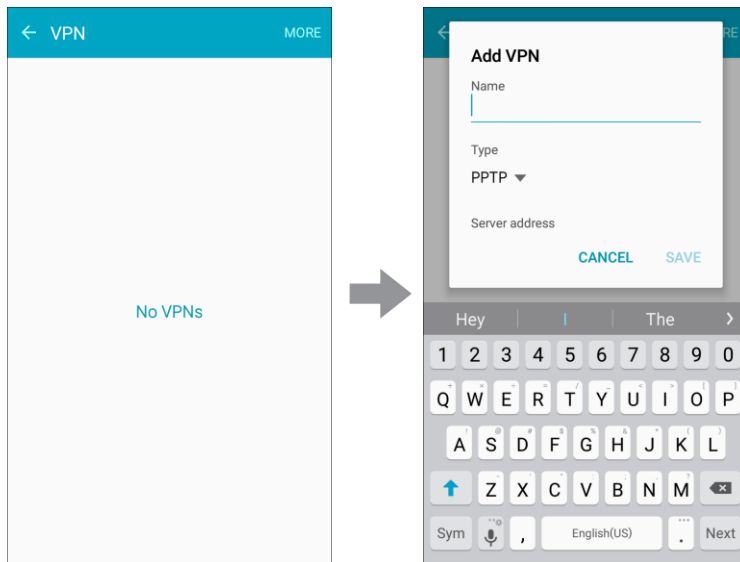 VPN MORE
No VPNs
RE
Add VPN
Name
Type
PPTP
Server address
CANCEL SAVE
Hey I The
1 2 3 4 5 6 7 8 9 0
Q W E R T Y U I O P
A S D F G H J K L
Z X C V B N M
Sym , English(US) . Next